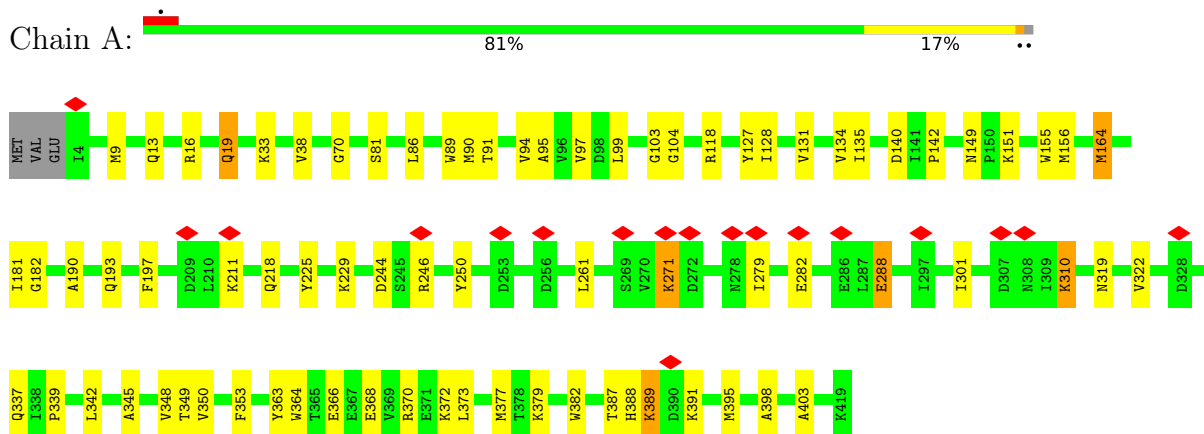 Chain A:
81% 17%
MET VAL GLU I4 M9 Q13 R16 Q19 K33 V38 G70 S81 L86 W89 M90 T91 V94 A95 V96 V97 D98 L99 G103 G104 R118 Y127 I128 V131 V134 I135 D140 I141 P142 N149 P150 K151 W155 M156 M164
I181 G182 A190 Q193 F197 D209 L210 K211 Q218 Y225 K229 D244 S245 R246 Y250 D253 D256 L261 S269 V270 K271 D272 N278 I279 E282 E286 L287 E288 I297 I301 D307 N308 I309 K310 N319 V322 D328
Q337 I338 P339 L342 A345 V348 T349 V350 F353 Y363 W364 T365 E366 E367 E368 V369 R370 E371 K372 L373 M377 T378 K379 W382 T387 H388 K389 D390 K391 M395 A398 A403 K419